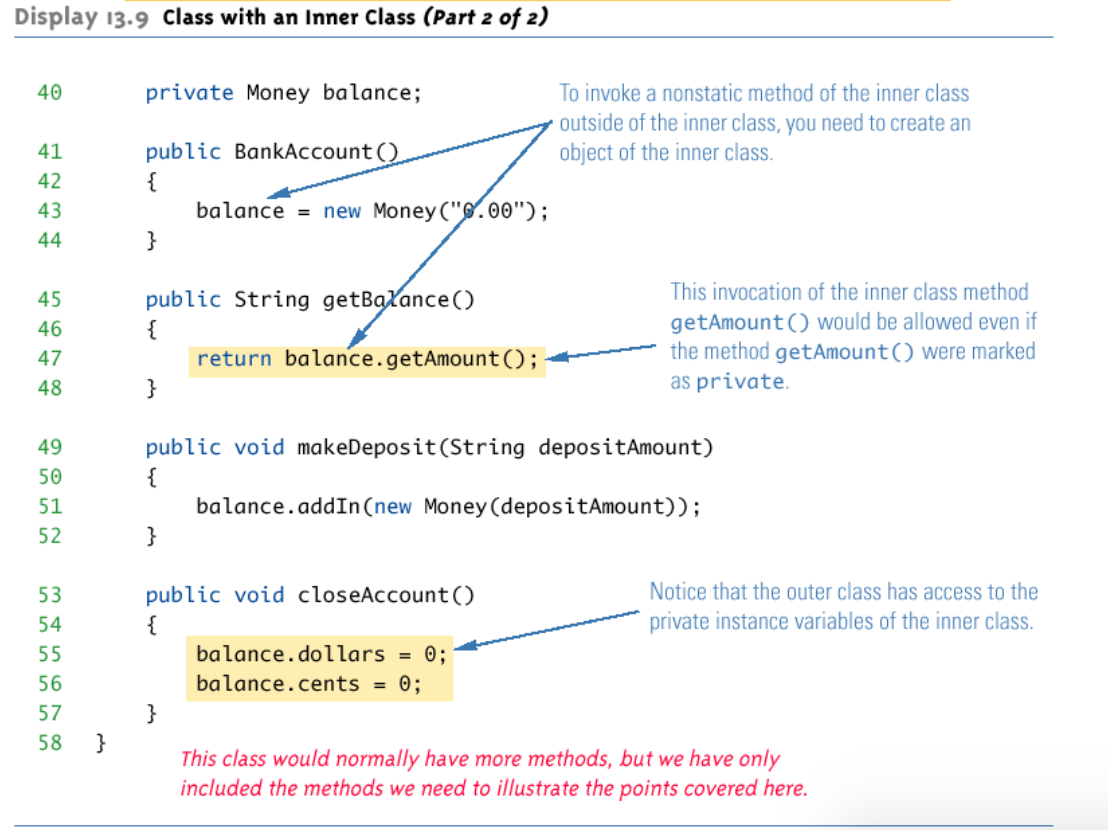 Display 13.9 Class with an Inner Class (Part 2 of 2)
40 private Money balance;
To invoke a nonstatic method of the inner class
outside of the inner class, you need to create an
object of the inner class.
41 public BankAccount()
42 {
43 balance = new Money("0.00");
44 }
45 public String getBalance()
46 {
47 return balance.getAmount();
48 }
This invocation of the inner class method
getAmount() would be allowed even if
the method getAmount() were marked
as private.
49 public void makeDeposit(String depositAmount)
50 {
51 balance.addIn(new Money(depositAmount));
52 }
53 public void closeAccount()
54 {
55 balance.dollars = 0;
56 balance.cents = 0;
57 }
58 }
Notice that the outer class has access to the
private instance variables of the inner class.
This class would normally have more methods, but we have only
included the methods we need to illustrate the points covered here.